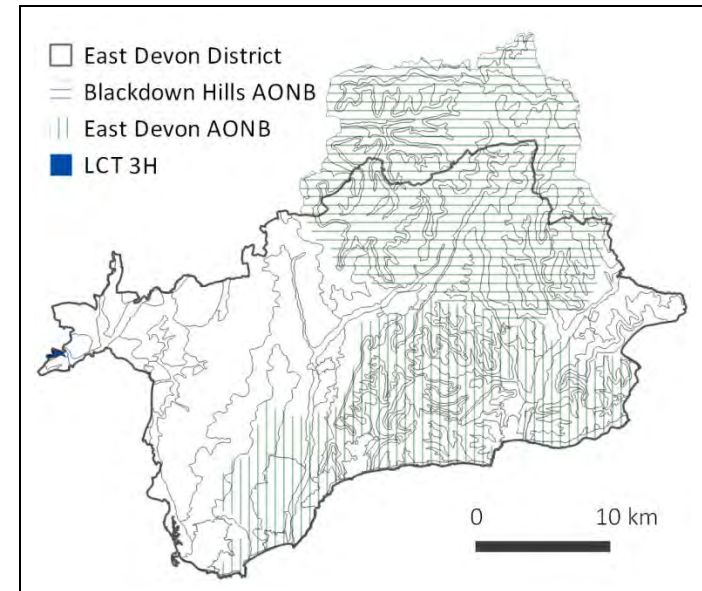 East Devon District
Blackdown Hills AONB
East Devon AONB
LCT 3H
0 10 km